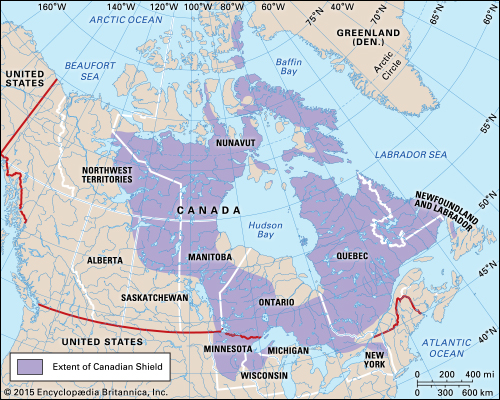 160°W
140°W
120°W
100°W
80°W
60°W
75°N
40°W
70°N
65°N
60°N
ARCTIC OCEAN
GREENLAND
(DEN.)
BEAUFORT
SEA
Baffin
Bay
Arctic
Circle
UNITED
STATES
55°N
NUNAVUT
LABRADOR SEA
NORTHWEST
TERRITORIES
50°N
NEWFOUNDLAND
AND LABRADOR
CANADA
Hudson
Bay
ALBERTA
MANITOBA
QUEBEC
45°N
SASKATCHEWAN
ONTARIO
UNITED STATES
MINNESOTA
MICHIGAN
NEW
YORK
ATLANTIC
OCEAN
40°N
WISCONSIN
Extent of Canadian Shield
0 200 400 mi
0 300 600 km
© 2015 Encyclopædia Britannica, Inc.